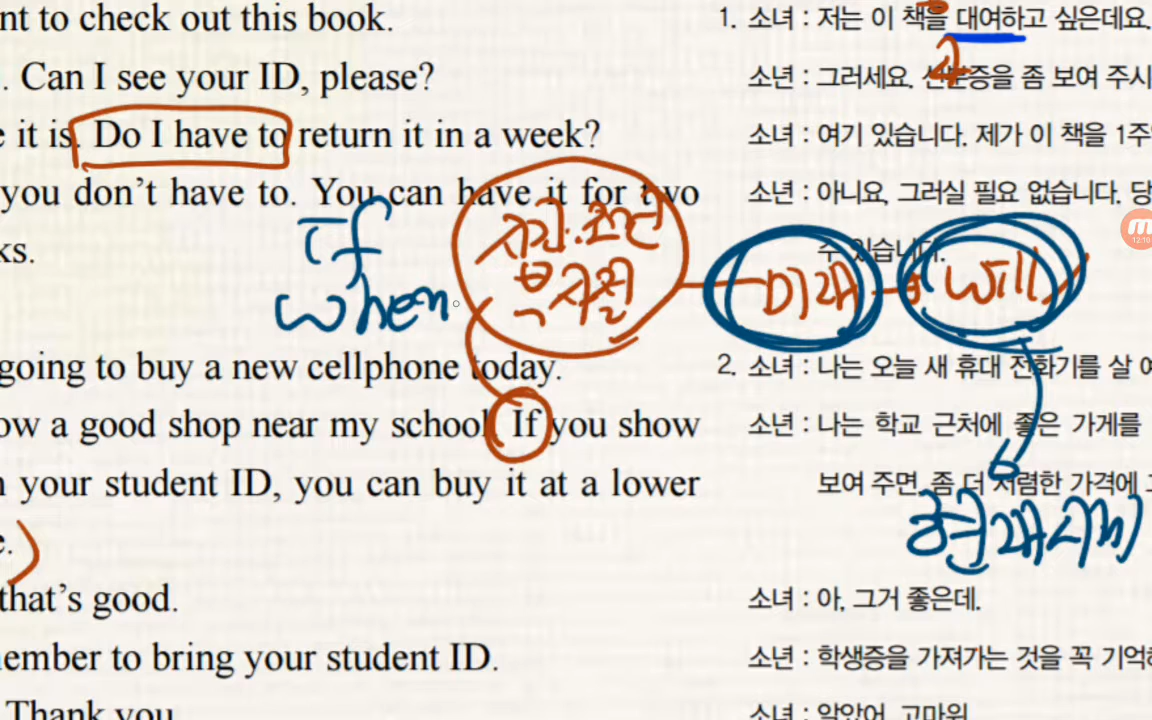 nt to check out this book.
. Can I see your ID, please?
e it is. Do I have to return it in a week?
you don't have to. You can have it for two
ks.
If
when
시간.조건
부사절
미래
will
현재시제
going to buy a new cellphone today.
ow a good shop near my school. If you show
n your student ID, you can buy it at a lower
e.
that's good.
member to bring your student ID.
Thank you
1. 소녀 : 저는 이 책을 대여하고 싶은데요.
소년 : 그러세요. 신분증을 좀 보여 주시
소녀 : 여기 있습니다. 제가 이 책을 1주
소년 : 아니요, 그러실 필요 없습니다. 당
수 있습니다.
2. 소녀 : 나는 오늘 새 휴대 전화기를 살 예
소년 : 나는 학교 근처에 좋은 가게를
보여 주면, 좀 더 저렴한 가격에 그
소녀 : 아, 그거 좋은데.
소년 : 학생증을 가져가는 것을 꼭 기억해
소녀 : 알았어. 고마워.
12:10